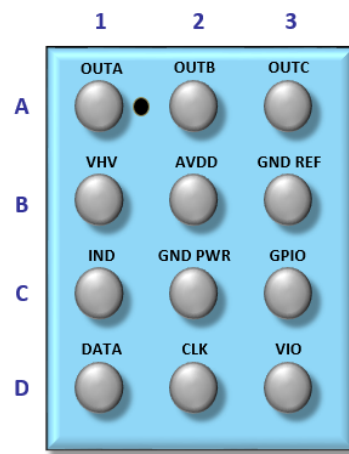 1 2 3
OUTA OUTB OUTC
A
VHV AVDD GND REF
B
IND GND PWR GPIO
C
DATA CLK VIO
D